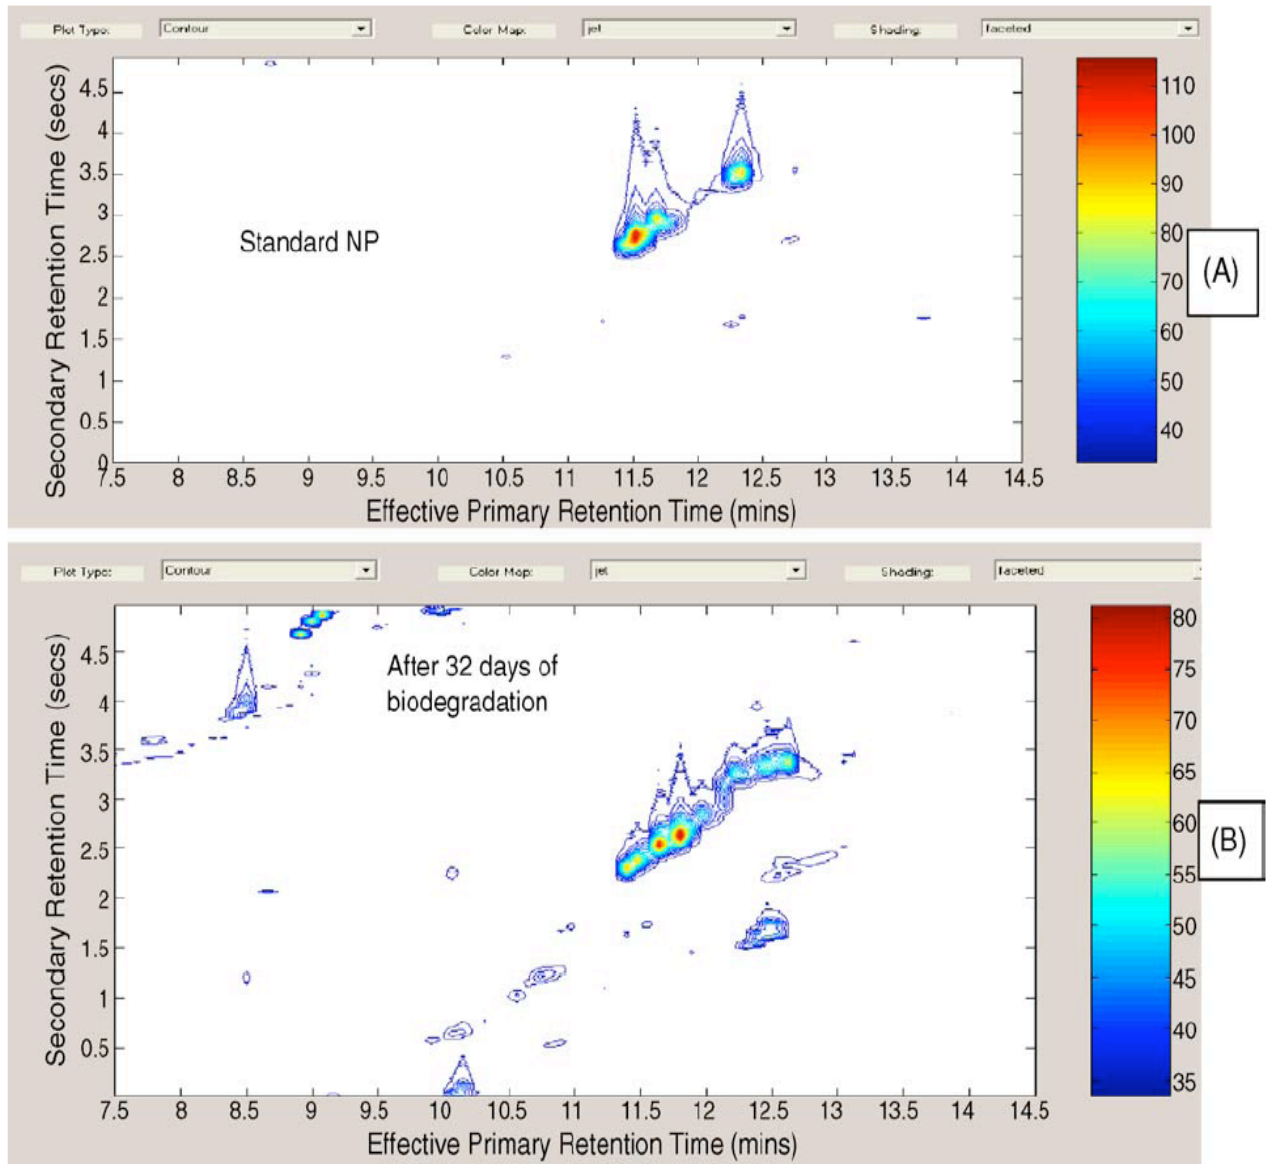 Plot Type: Contour Color Map: jet Shading: faceted
Secondary Retention Time (secs)
4.5
4
3.5
3
2.5
2
1.5
1
0.5
0
Standard NP
110
100
90
80
70
60
50
40
(A)
7.5 8 8.5 9 9.5 10 10.5 11 11.5 12 12.5 13 13.5 14 14.5
Effective Primary Retention Time (mins)
Plot Type: Contour Color Map: jet Shading: faceted
Secondary Retention Time (secs)
4.5
4
3.5
3
2.5
2
1.5
1
0.5
After 32 days of
biodegradation
80
75
70
65
60
55
50
45
40
35
(B)
7.5 8 8.5 9 9.5 10 10.5 11 11.5 12 12.5 13 13.5 14 14.5
Effective Primary Retention Time (mins)